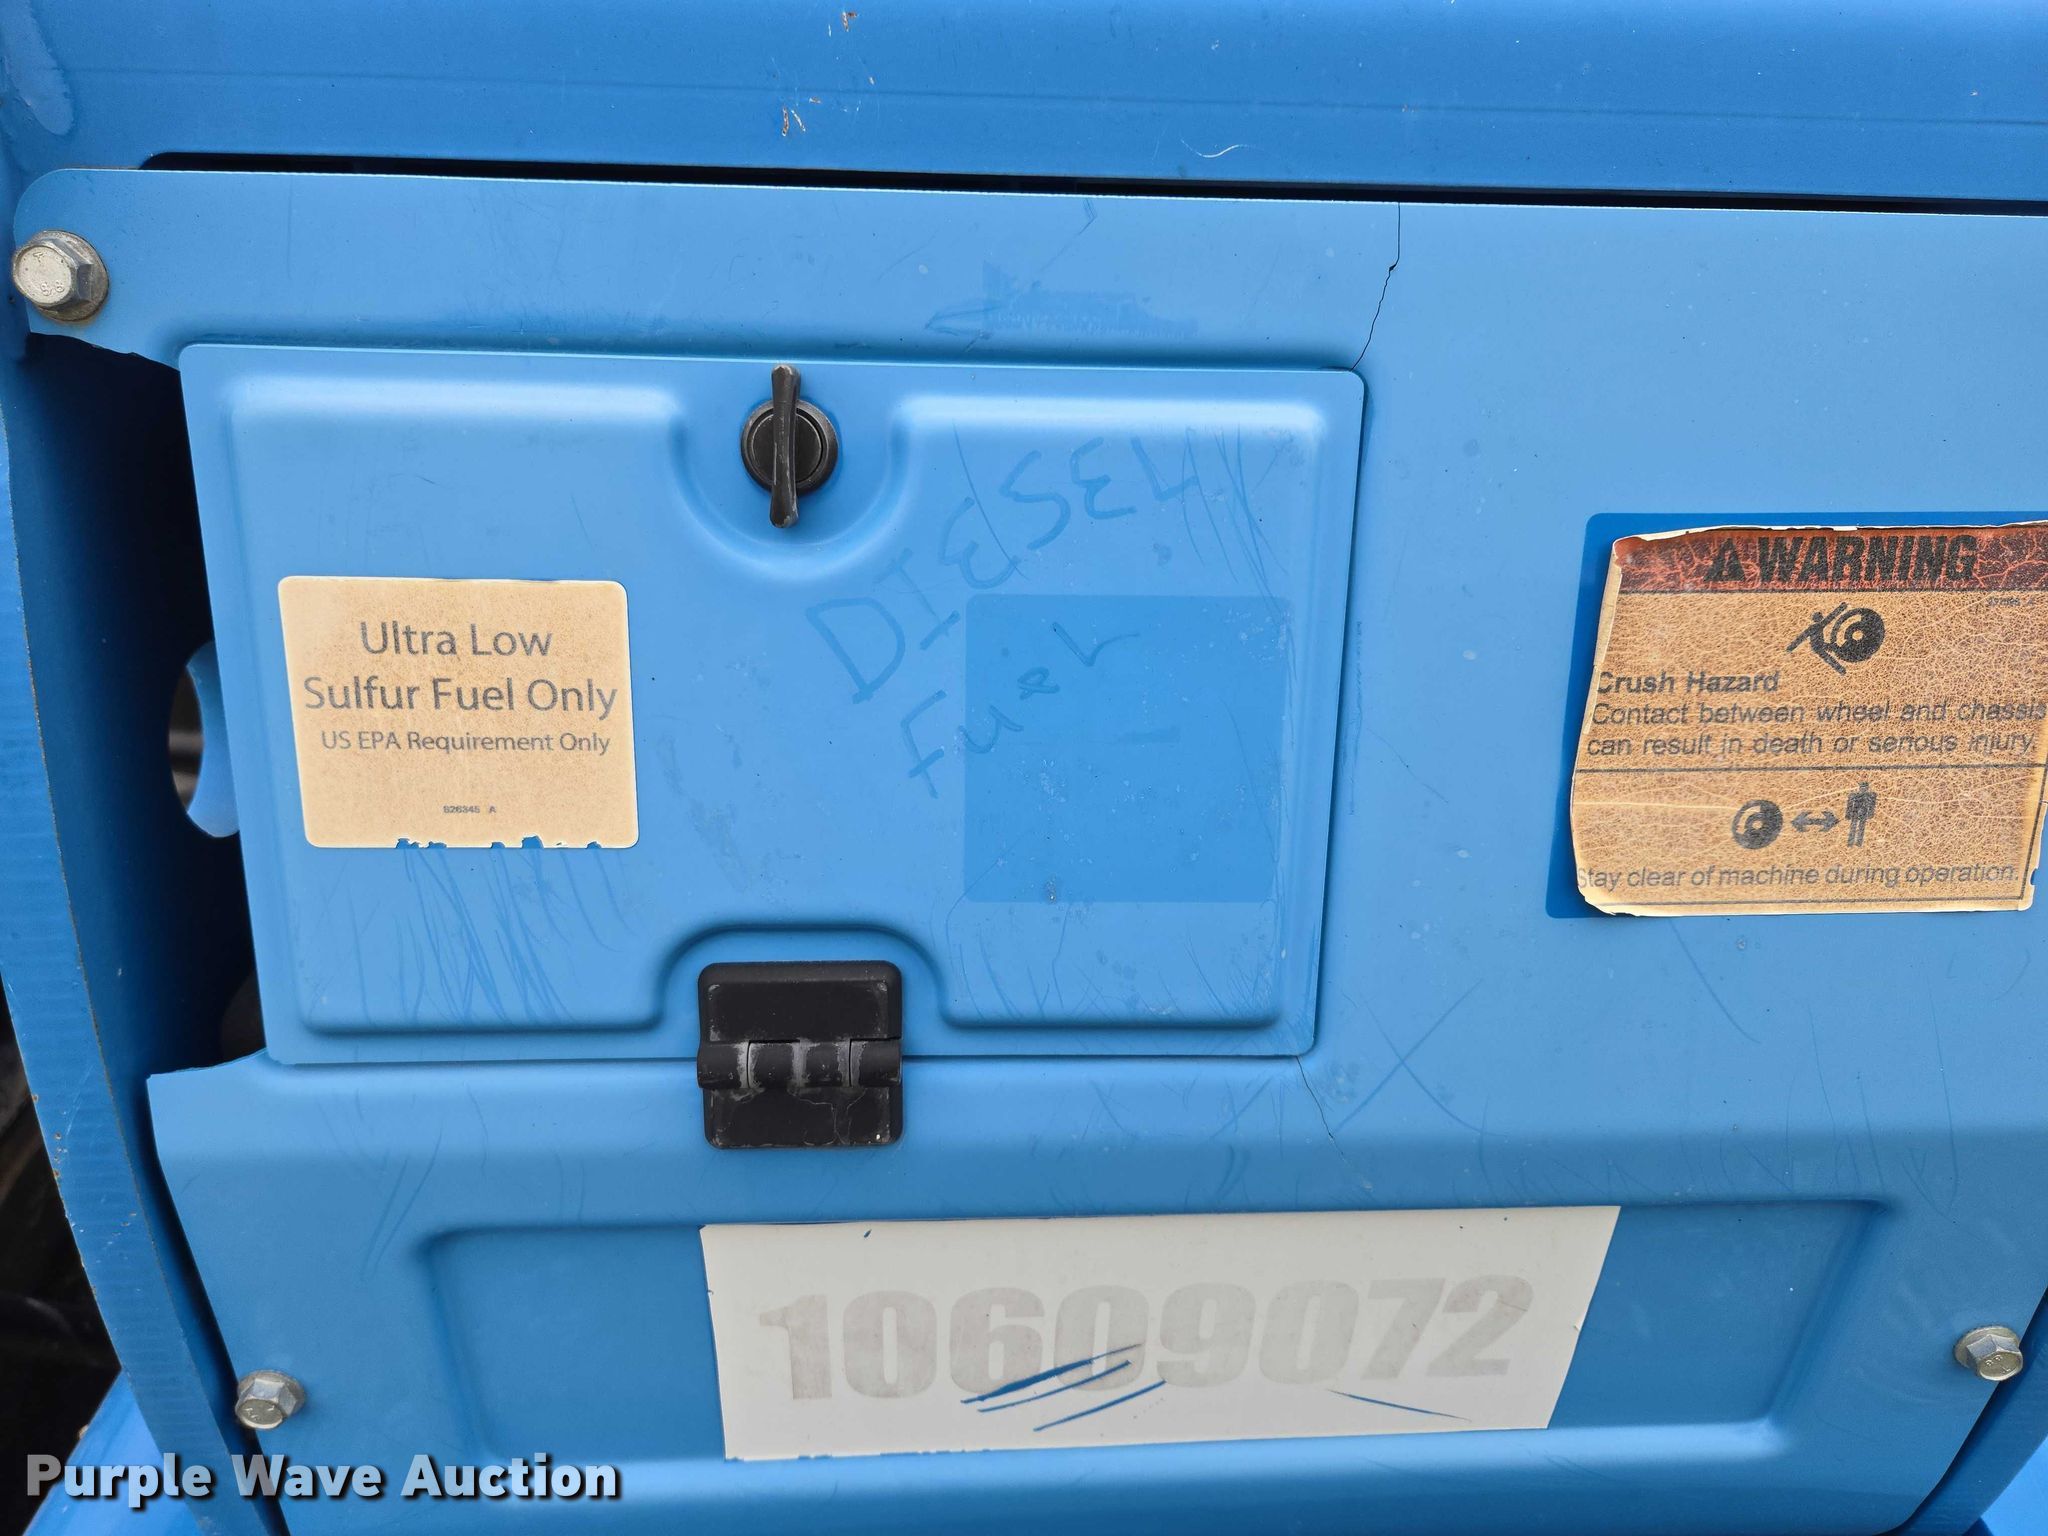 DIESEL
Fuel
Ultra Low
Sulfur Fuel Only
US EPA Requirement Only
826345 A
WARNING
Crush Hazard
Contact between wheel and chassis
can result in death or serious injury.
Stay clear of machine during operation.
10609072
Purple Wave Auction